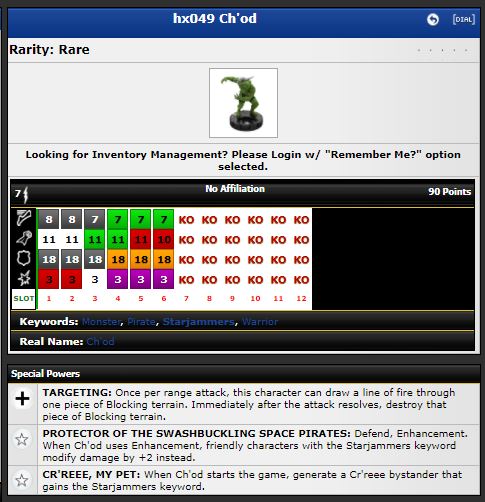 hx049 Ch'od
[DIAL]
Rarity: Rare
Looking for Inventory Management? Please Login w/ "Remember Me?" option
selected.
7 No Affiliation 90 Points
8 8 7 7 7 7 KO KO KO KO KO KO
11 11 11 11 11 10 KO KO KO KO KO KO
18 18 18 18 18 18 KO KO KO KO KO KO
3 3 3 3 3 3 KO KO KO KO KO KO
SLOT 1 2 3 4 5 6 7 8 9 10 11 12
Keywords: Monster, Pirate, Starjammers, Warrior
Real Name: Ch'od
Special Powers
TARGETING: Once per range attack, this character can draw a line of fire through
one piece of Blocking terrain. Immediately after the attack resolves, destroy that
piece of Blocking terrain.
PROTECTOR OF THE SWASHBUCKLING SPACE PIRATES: Defend, Enhancement.
When Ch'od uses Enhancement, friendly characters with the Starjammers keyword
modify damage by +2 instead.
CR'REEE, MY PET: When Ch'od starts the game, generate a Cr'reee bystander that
gains the Starjammers keyword.